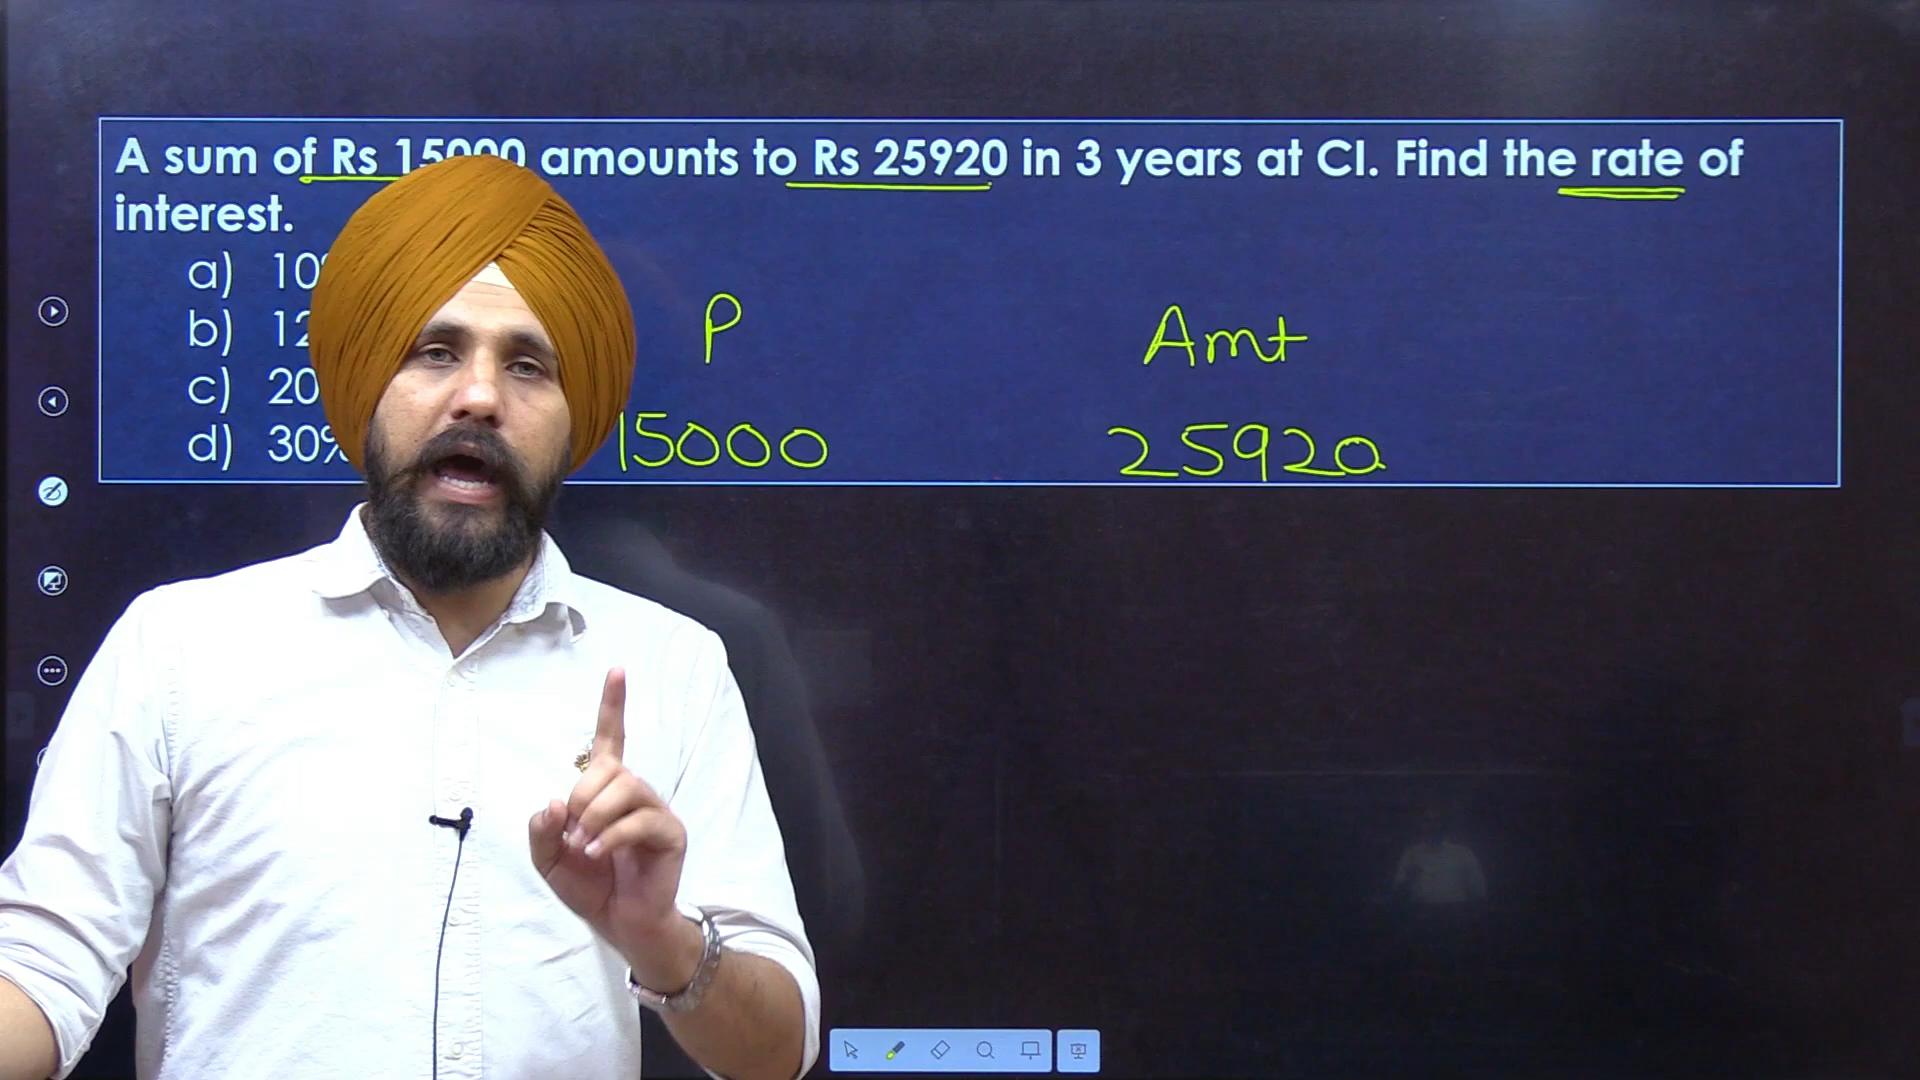 A sum of Rs 15000 amounts to Rs 25920 in 3 years at CI. Find the rate of
interest.
a) 10
b) 12
c) 20
d) 30%
P Amt
15000 25920